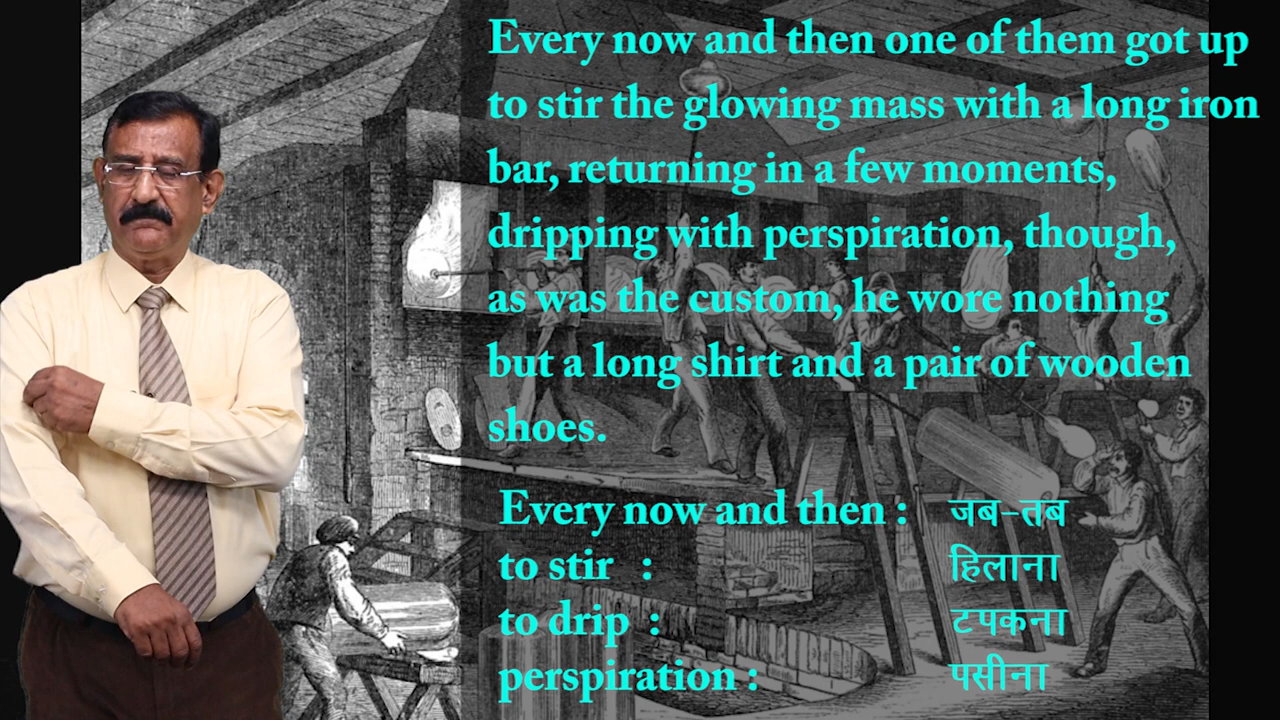 Every now and then one of them got up
to stir the glowing mass with a long iron
bar, returning in a few moments,
dripping with perspiration, though,
as was the custom, he wore nothing
but a long shirt and a pair of wooden
shoes.
Every now and then : जब-तब
to stir : हिलाना
to drip : टपकना
perspiration : पसीना